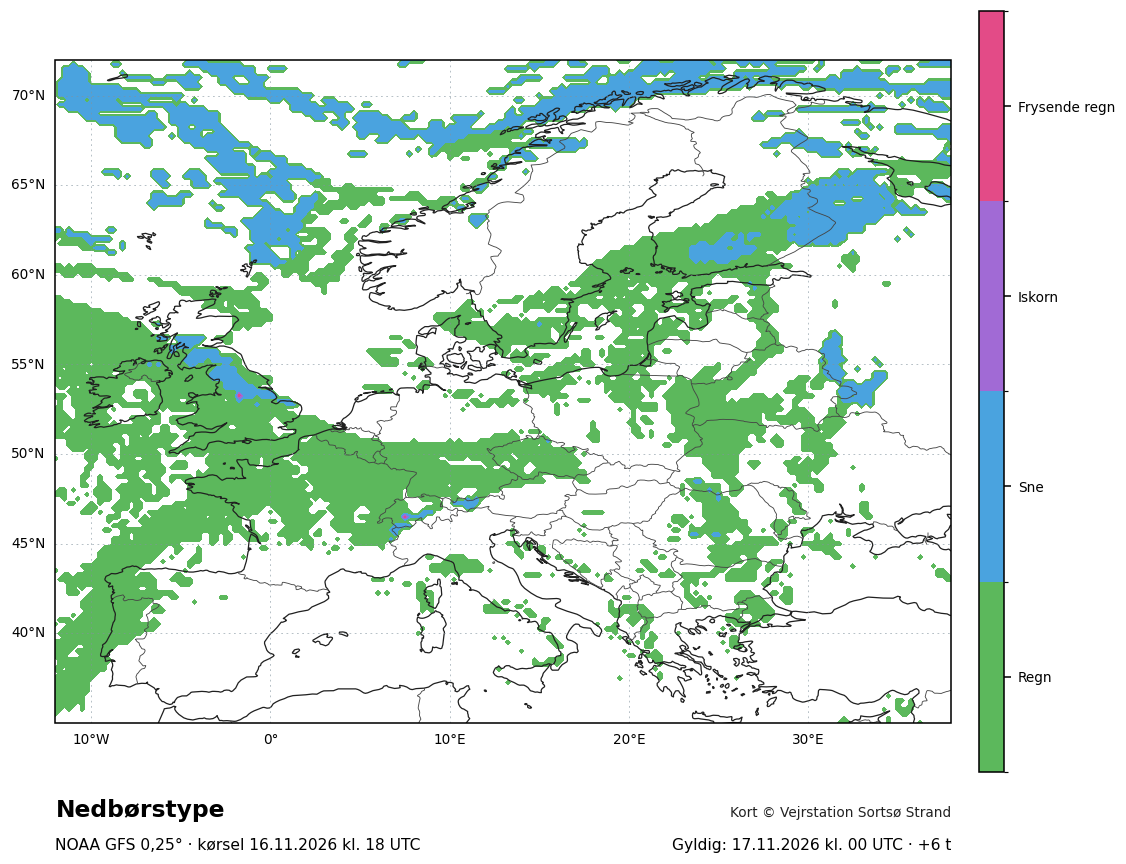 Frysende regn
70°N
65°N
Iskorn
60°N
55°N
Sne
50°N
45°N
Regn
40°N
10°W 0° 10°E 20°E 30°E
Nedbørstype
Kort © Vejrstation Sortsø Strand
NOAA GFS 0,25° · kørsel 16.11.2026 kl. 18 UTC
Gyldig: 17.11.2026 kl. 00 UTC · +6 t